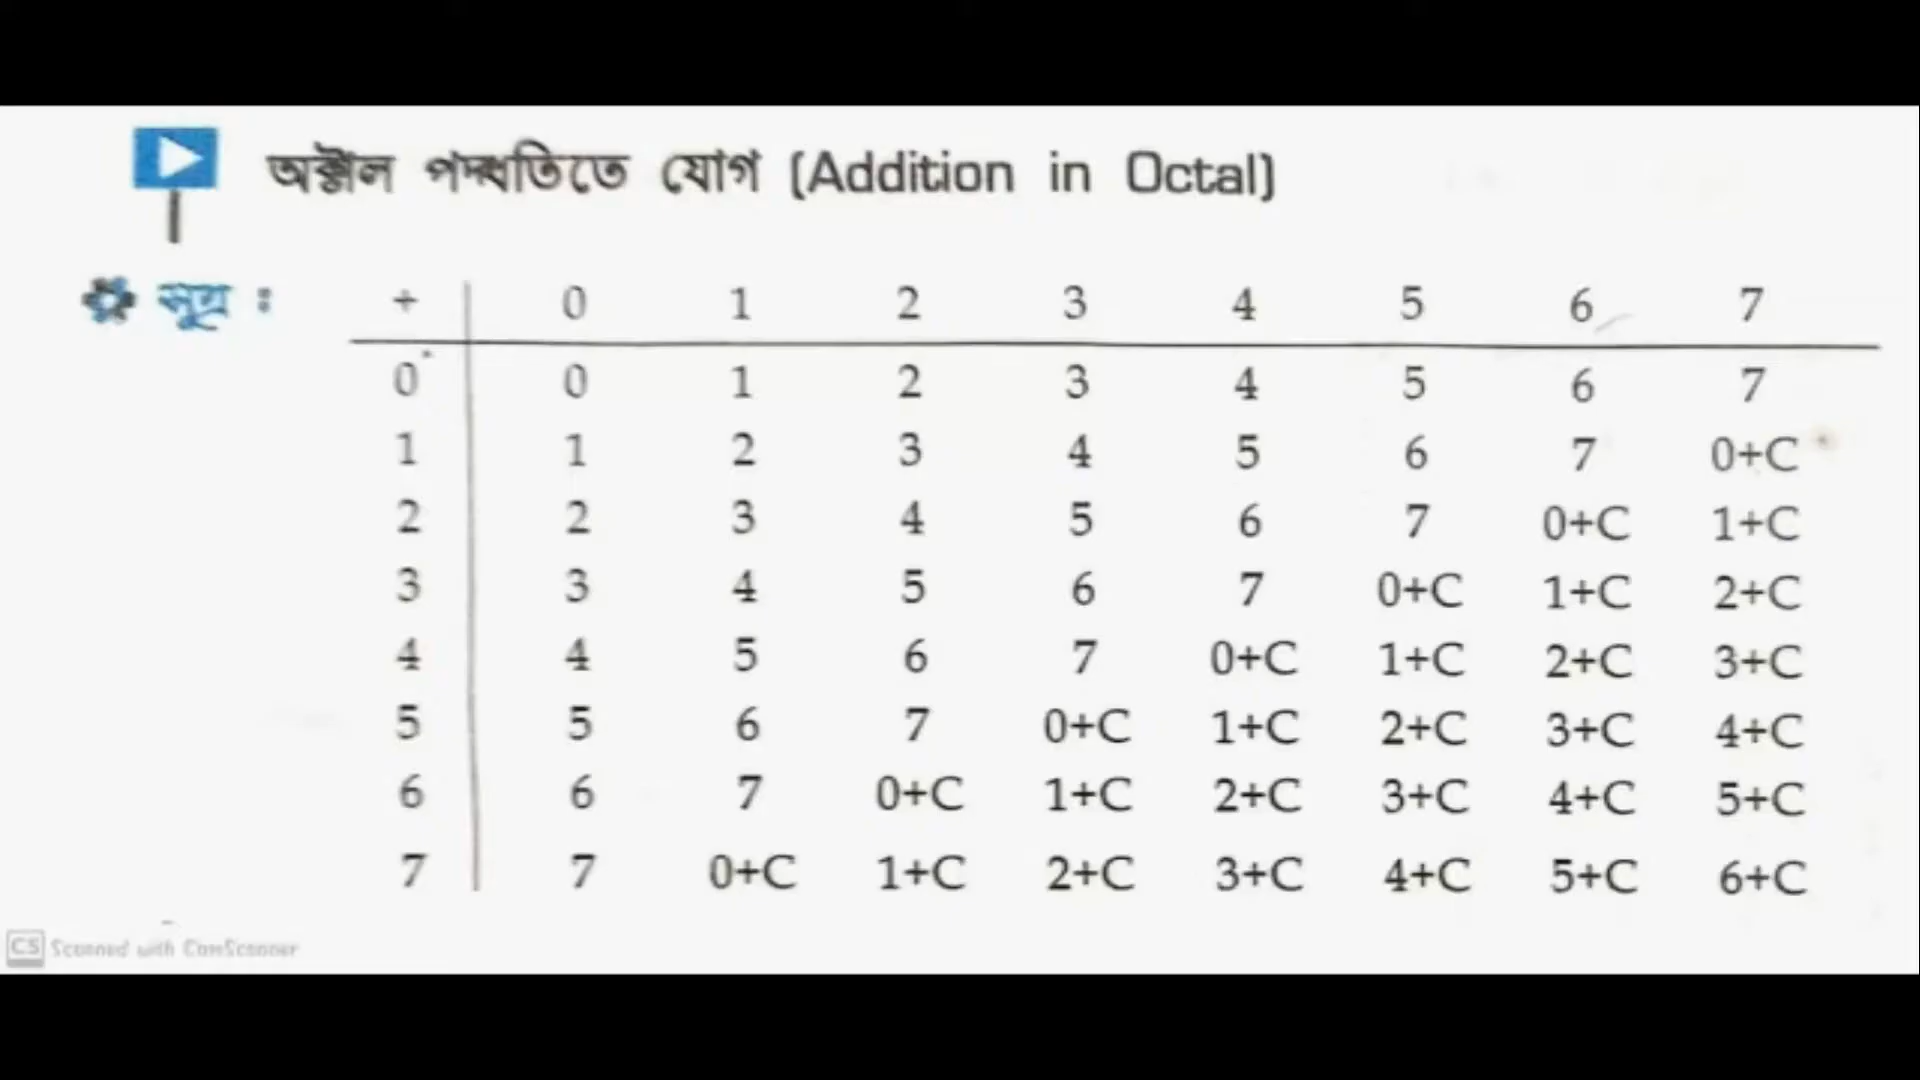 অক্টাল পদ্ধতিতে যোগ (Addition in Octal)
সূত্র : + 0 1 2 3 4 5 6 7
0 0 1 2 3 4 5 6 7
1 1 2 3 4 5 6 7 0+C
2 2 3 4 5 6 7 0+C 1+C
3 3 4 5 6 7 0+C 1+C 2+C
4 4 5 6 7 0+C 1+C 2+C 3+C
5 5 6 7 0+C 1+C 2+C 3+C 4+C
6 6 7 0+C 1+C 2+C 3+C 4+C 5+C
7 7 0+C 1+C 2+C 3+C 4+C 5+C 6+C
CS Scanned with CamScanner